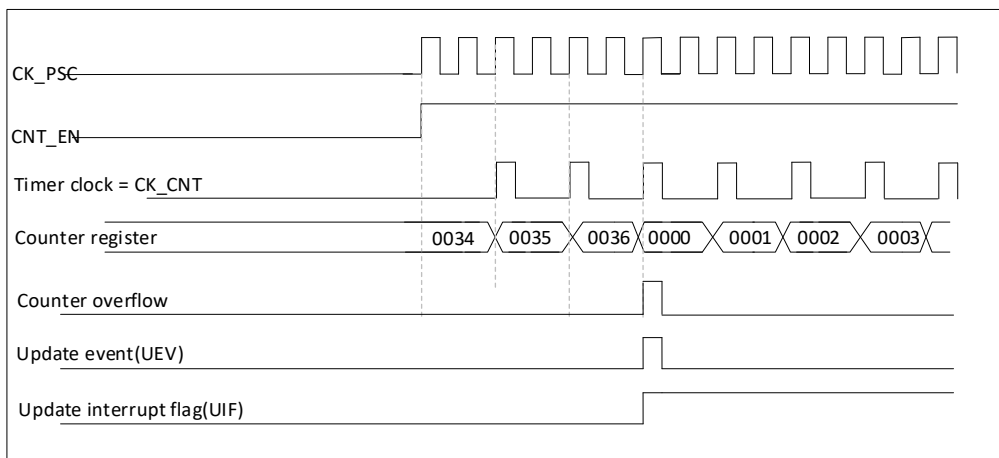 CK_PSC
CNT_EN
Timer clock = CK_CNT
Counter register 0034 0035 0036 0000 0001 0002 0003
Counter overflow
Update event(UEV)
Update interrupt flag(UIF)